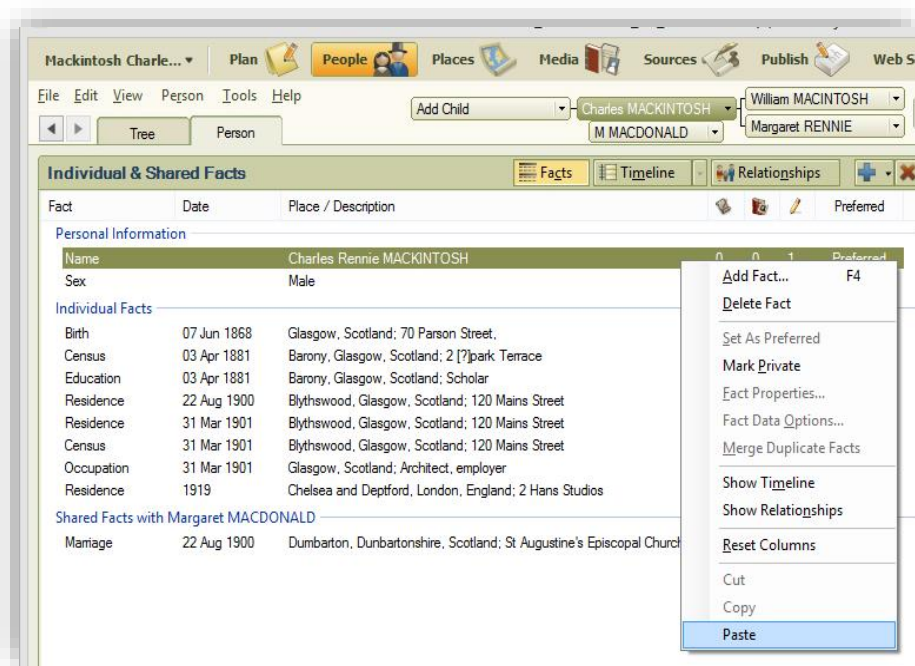 Mackintosh Charle... Plan People Places Media Sources Publish Web S
File Edit View Person Tools Help
Add Child Charles MACKINTOSH William MACINTOSH
M MACDONALD Margaret RENNIE
Tree Person
Individual & Shared Facts Facts Timeline Relationships
Fact Date Place / Description Preferred
Personal Information
Name Charles Rennie MACKINTOSH 0 0 1 Preferred
Sex Male
Individual Facts
Birth 07 Jun 1868 Glasgow, Scotland; 70 Parson Street,
Census 03 Apr 1881 Barony, Glasgow, Scotland; 2 [?]park Terrace
Education 03 Apr 1881 Barony, Glasgow, Scotland; Scholar
Residence 22 Aug 1900 Blythswood, Glasgow, Scotland; 120 Mains Street
Residence 31 Mar 1901 Blythswood, Glasgow, Scotland; 120 Mains Street
Census 31 Mar 1901 Blythswood, Glasgow, Scotland; 120 Mains Street
Occupation 31 Mar 1901 Glasgow, Scotland; Architect, employer
Residence 1919 Chelsea and Deptford, London, England; 2 Hans Studios
Shared Facts with Margaret MACDONALD
Marriage 22 Aug 1900 Dumbarton, Dunbartonshire, Scotland; St Augustine's Episcopal Church
Add Fact... F4
Delete Fact
Set As Preferred
Mark Private
Fact Properties...
Fact Data Options...
Merge Duplicate Facts
Show Timeline
Show Relationships
Reset Columns
Cut
Copy
Paste